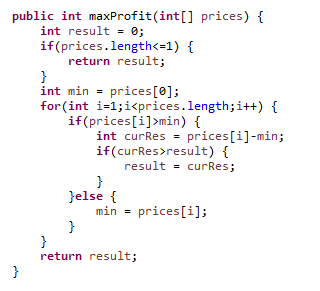 public int maxProfit(int[] prices) {
    int result = 0;
    if(prices.length<=1) {
        return result;
    }
    int min = prices[0];
    for(int i=1;i<prices.length;i++) {
        if(prices[i]>min) {
            int curRes = prices[i]-min;
            if(curRes>result) {
                result = curRes;
            }
        }else {
            min = prices[i];
        }
    }
    return result;
}